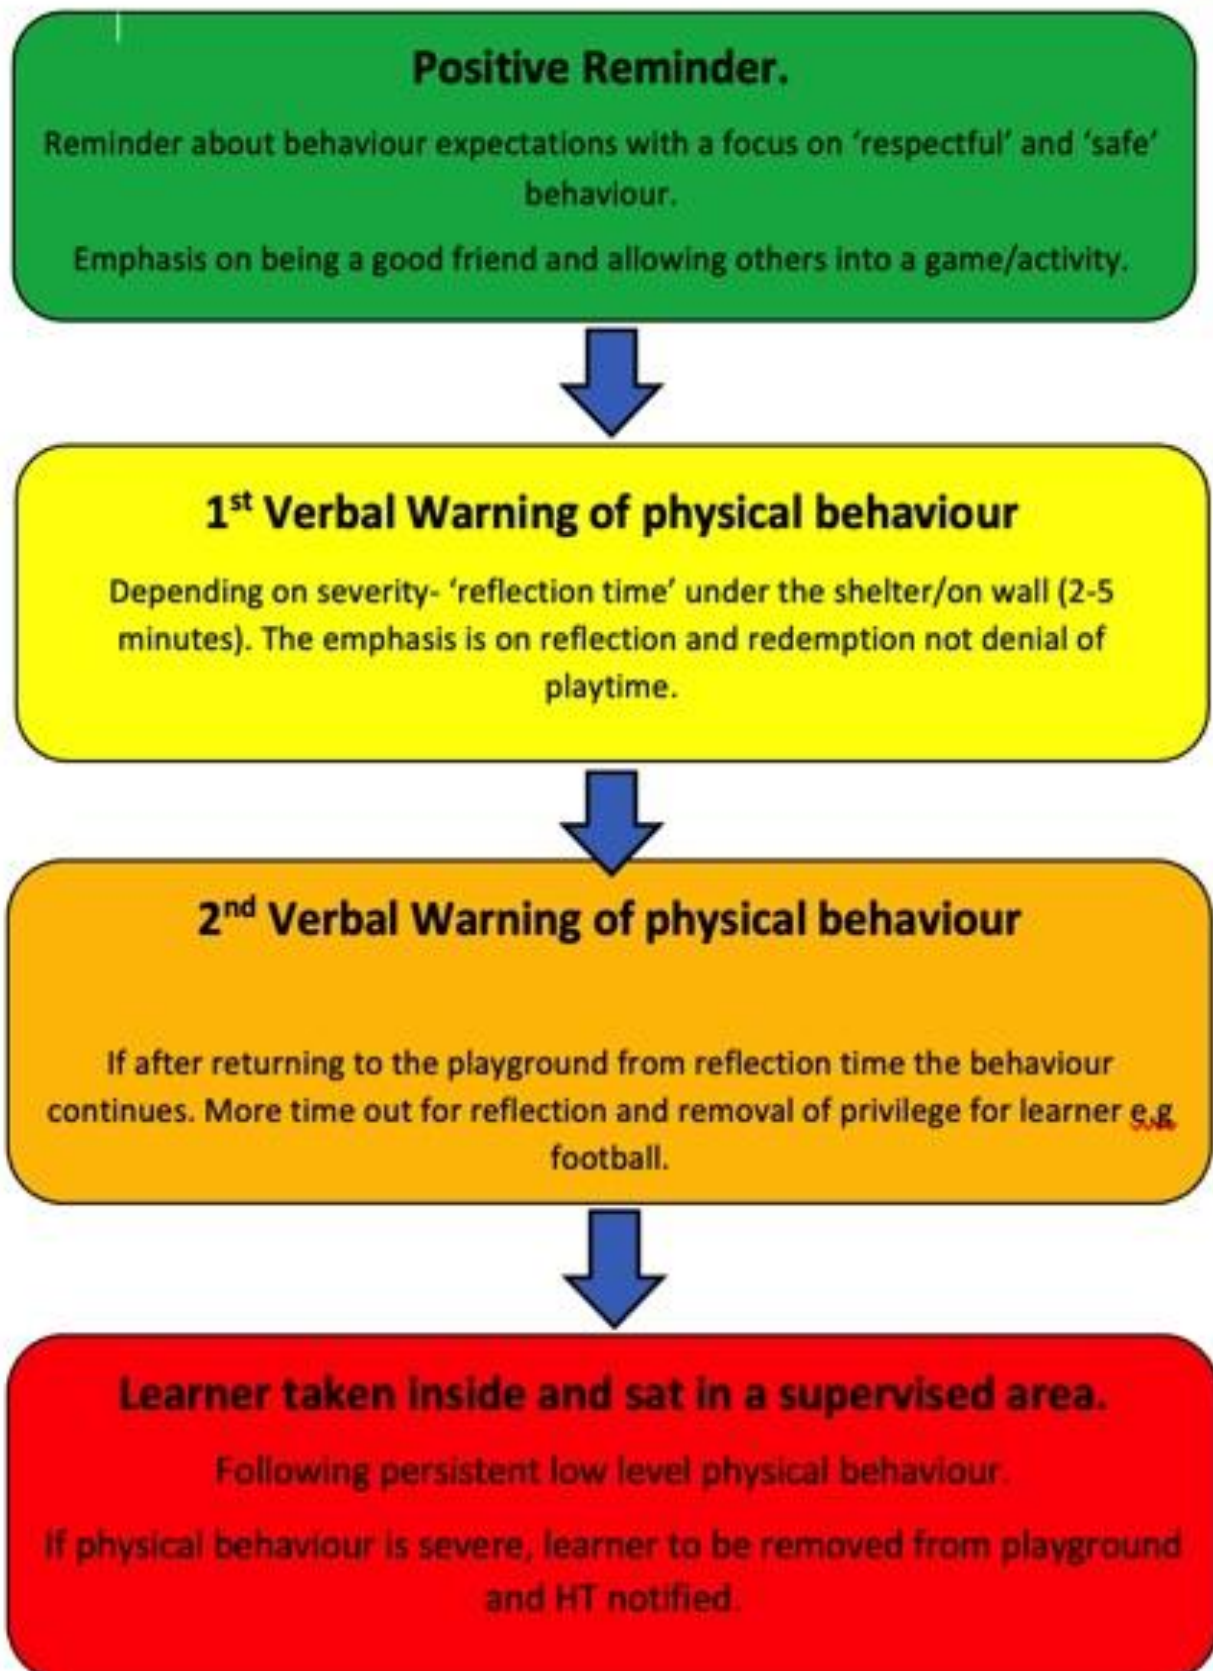 Positive Reminder.
Reminder about behaviour expectations with a focus on ‘respectful’ and ‘safe’
behaviour.
Emphasis on being a good friend and allowing others into a game/activity.
1st Verbal Warning of physical behaviour
Depending on severity- ‘reflection time’ under the shelter/on wall (2-5
minutes). The emphasis is on reflection and redemption not denial of
playtime.
2nd Verbal Warning of physical behaviour
If after returning to the playground from reflection time the behaviour
continues. More time out for reflection and removal of privilege for learner e.g
football.
Learner taken inside and sat in a supervised area.
Following persistent low level physical behaviour.
If physical behaviour is severe, learner to be removed from playground
and HT notified.